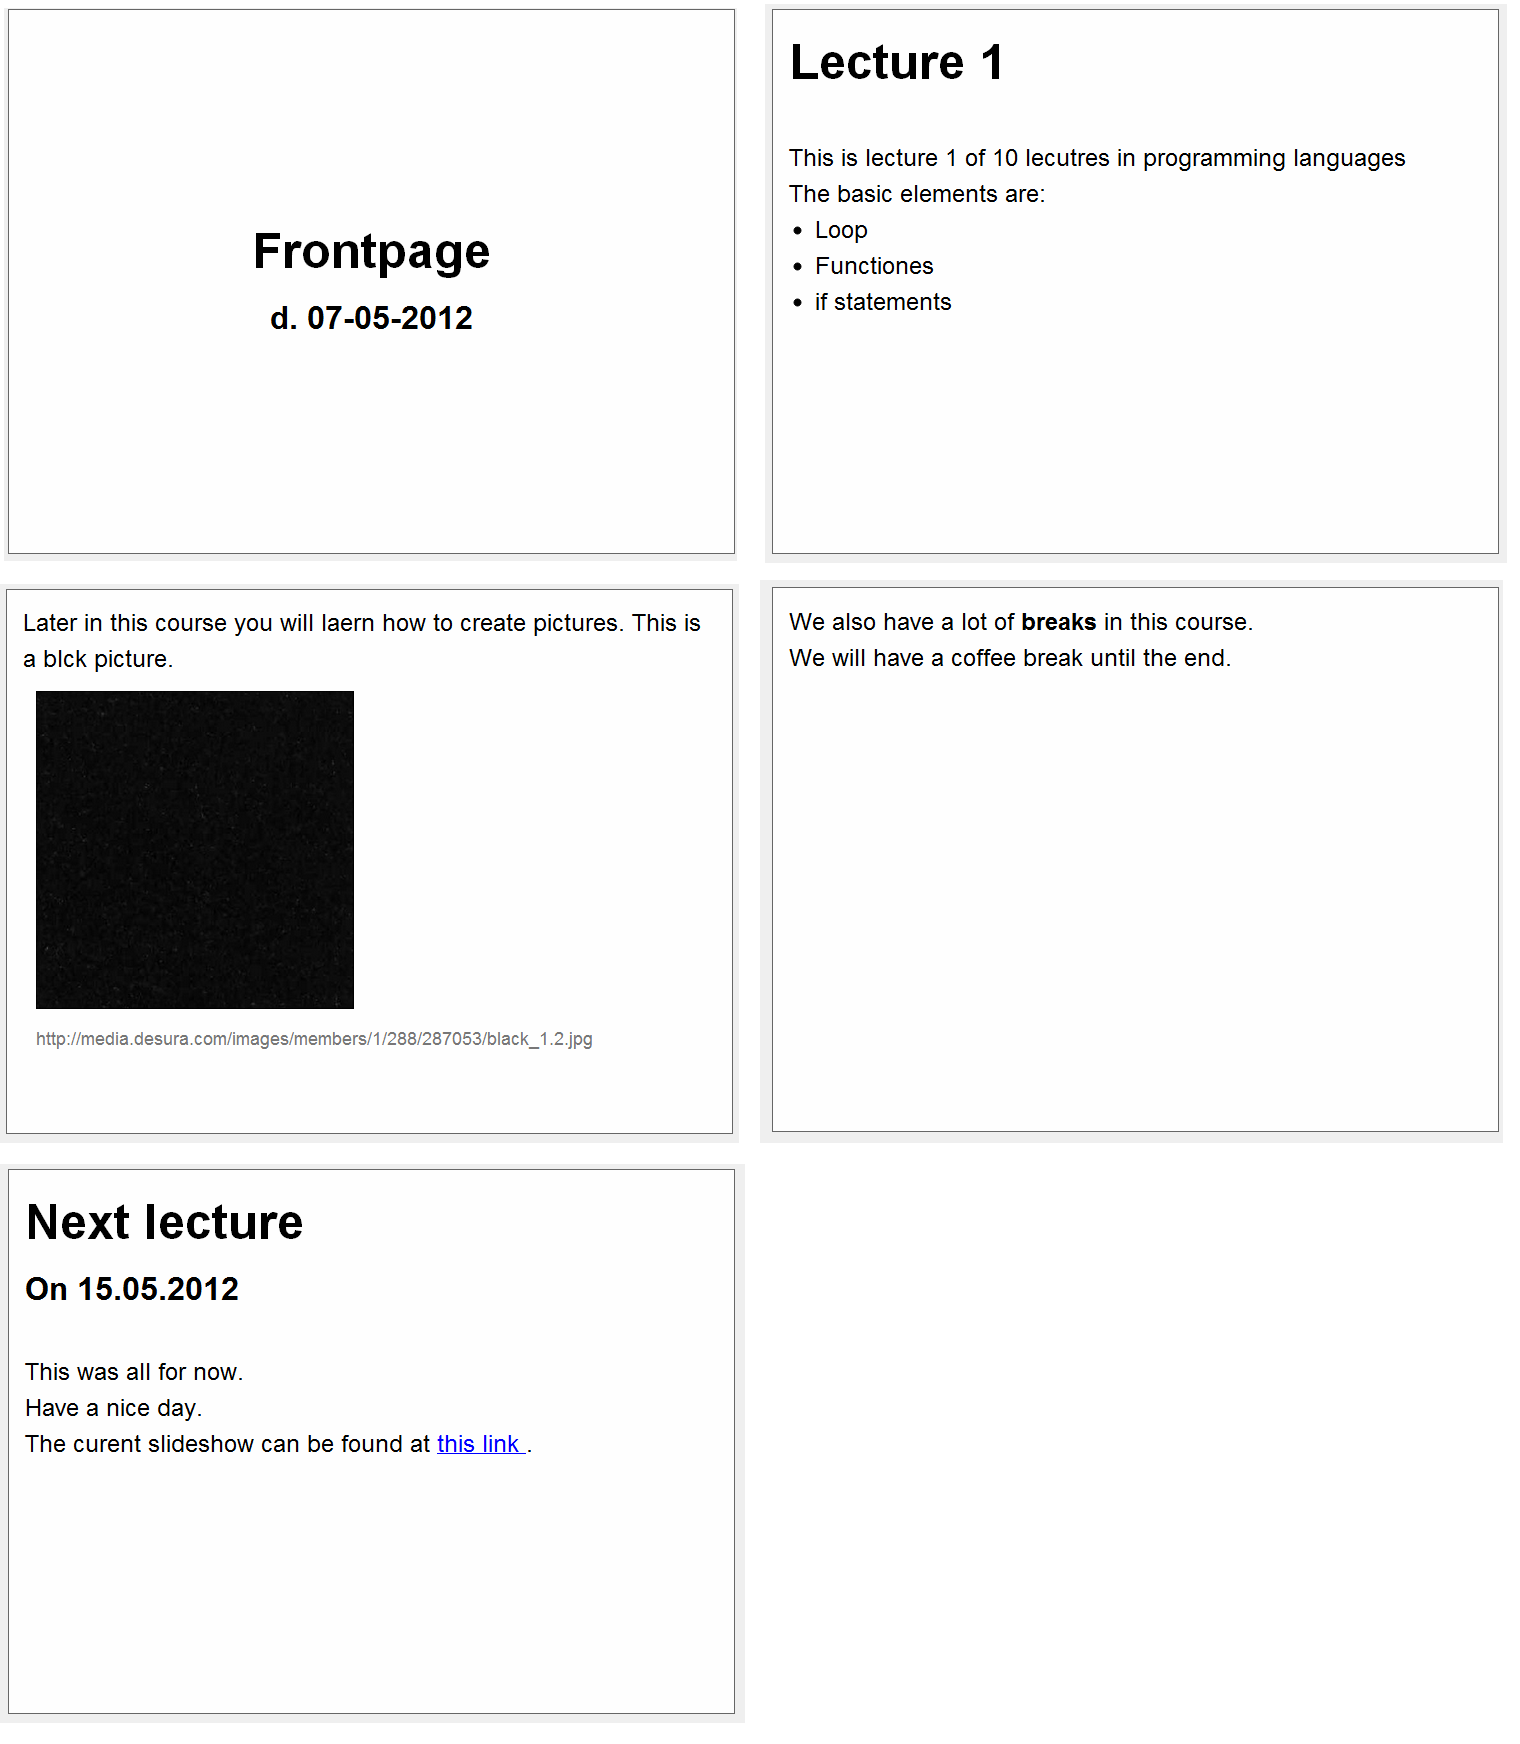 Frontpage
d. 07-05-2012
Lecture 1
This is lecture 1 of 10 lecutres in programming languages
The basic elements are:
• Loop
• Functiones
• if statements
Later in this course you will laern how to create pictures. This is
a blck picture.
http://media.desura.com/images/members/1/288/287053/black_1.2.jpg
We also have a lot of breaks in this course.
We will have a coffee break until the end.
Next lecture
On 15.05.2012
This was all for now.
Have a nice day.
The curent slideshow can be found at this link .